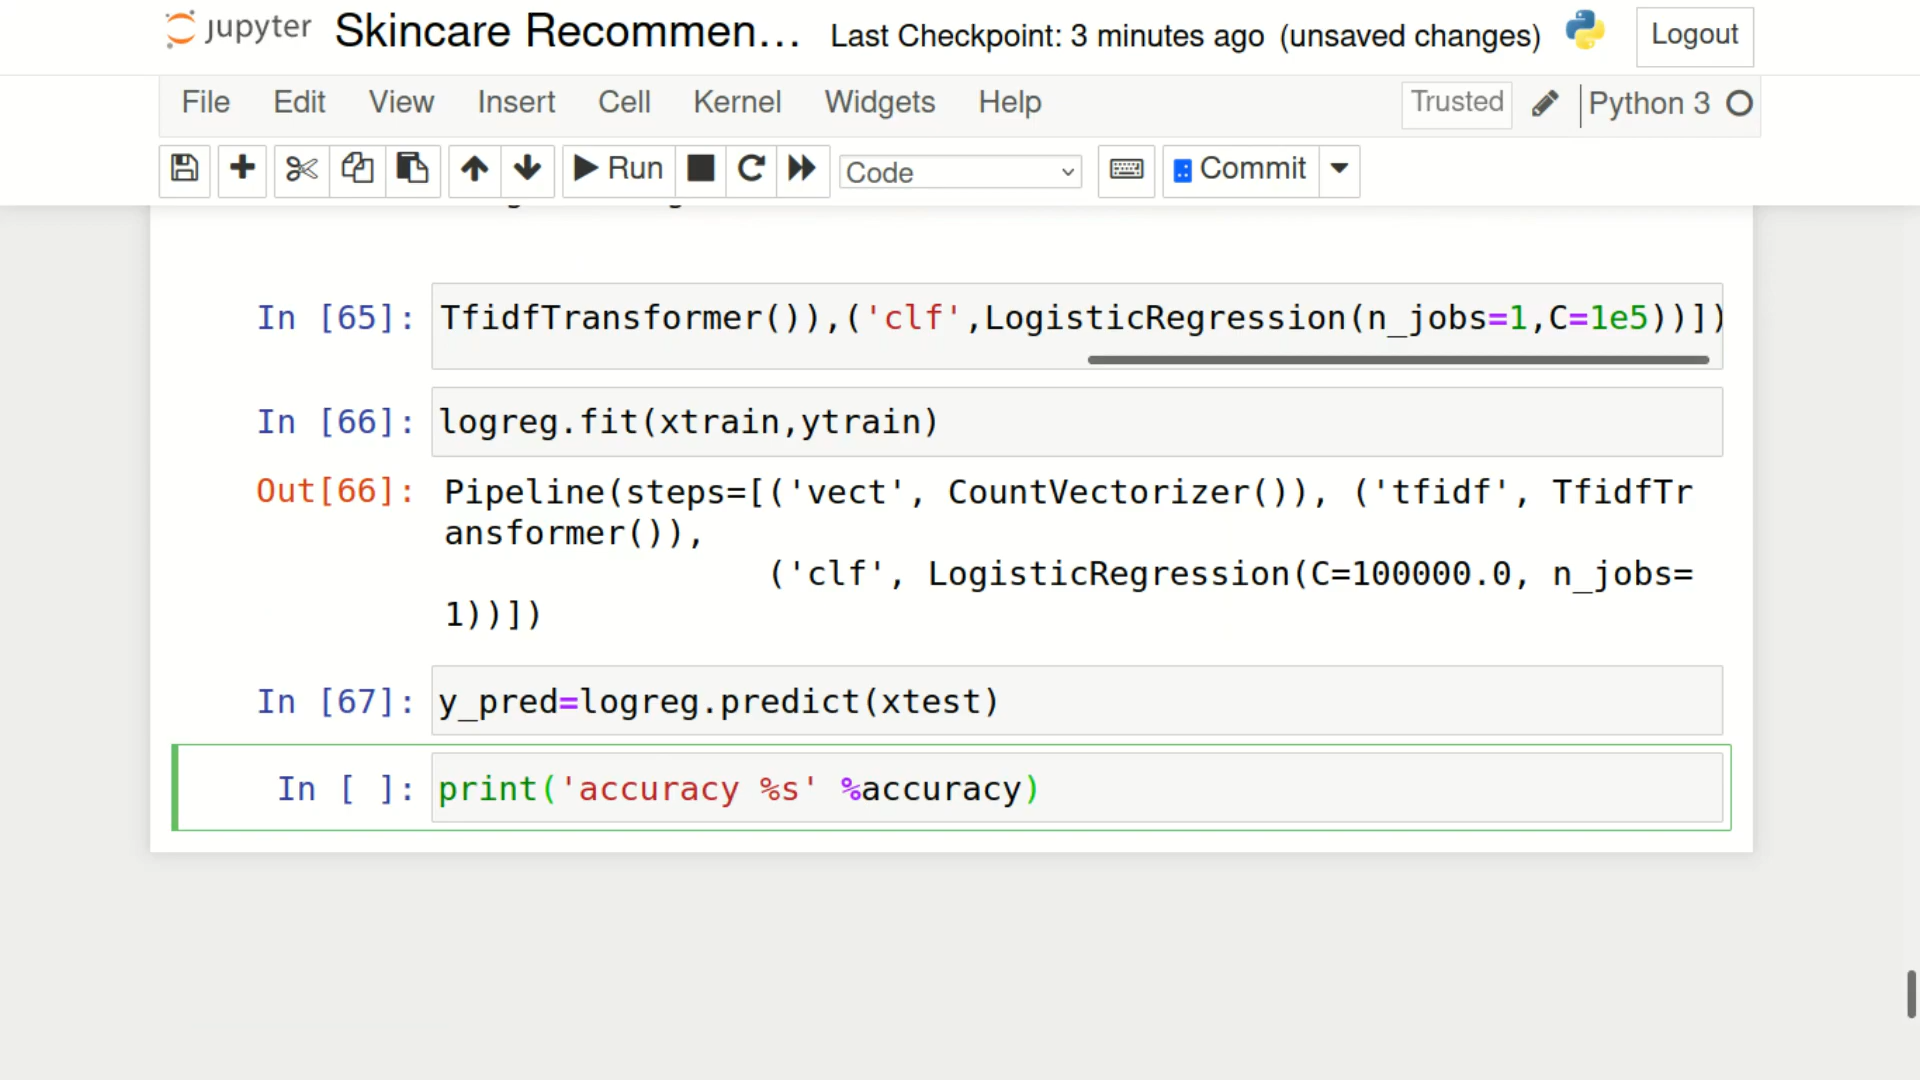 jupyter Skincare Recommen... Last Checkpoint: 3 minutes ago (unsaved changes) Logout
File Edit View Insert Cell Kernel Widgets Help Trusted Python 3
Run Code Commit
In [65]: TfidfTransformer()),('clf',LogisticRegression(n_jobs=1,C=1e5))])
In [66]: logreg.fit(xtrain,ytrain)
Out[66]: Pipeline(steps=[('vect', CountVectorizer()), ('tfidf', TfidfTr
ansformer()),
('clf', LogisticRegression(C=100000.0, n_jobs=
1))])
In [67]: y_pred=logreg.predict(xtest)
In [ ]: print('accuracy %s' %accuracy)